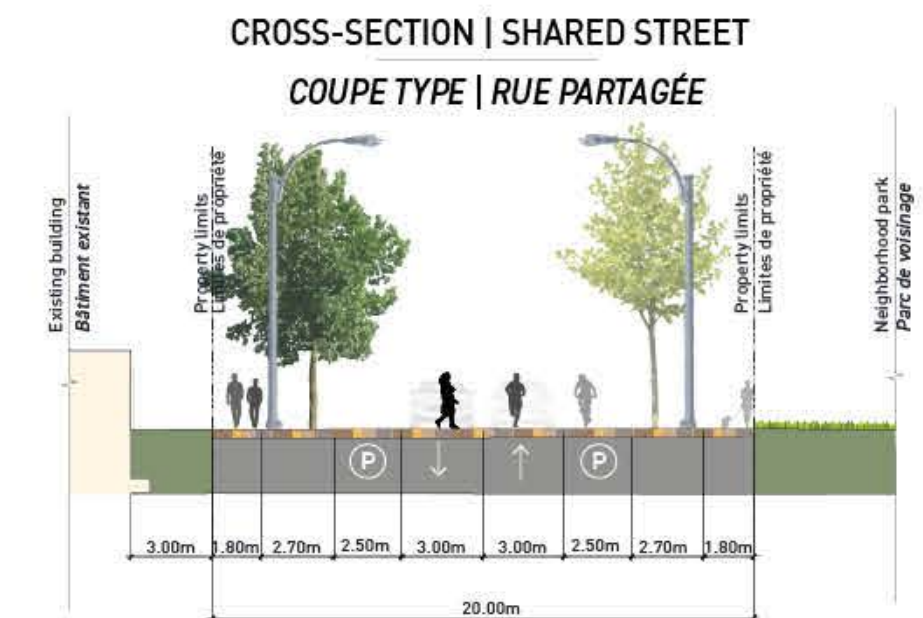 CROSS-SECTION | SHARED STREET
COUPE TYPE | RUE PARTAGÉE
Existing building
Bâtiment existant
Property limits
Limites de propriété
Property limits
Limites de propriété
Neighborhood park
Parc de voisinage
P
P
3.00m
1.80m
2.70m
2.50m
3.00m
3.00m
2.50m
2.70m
1.80m
20.00m